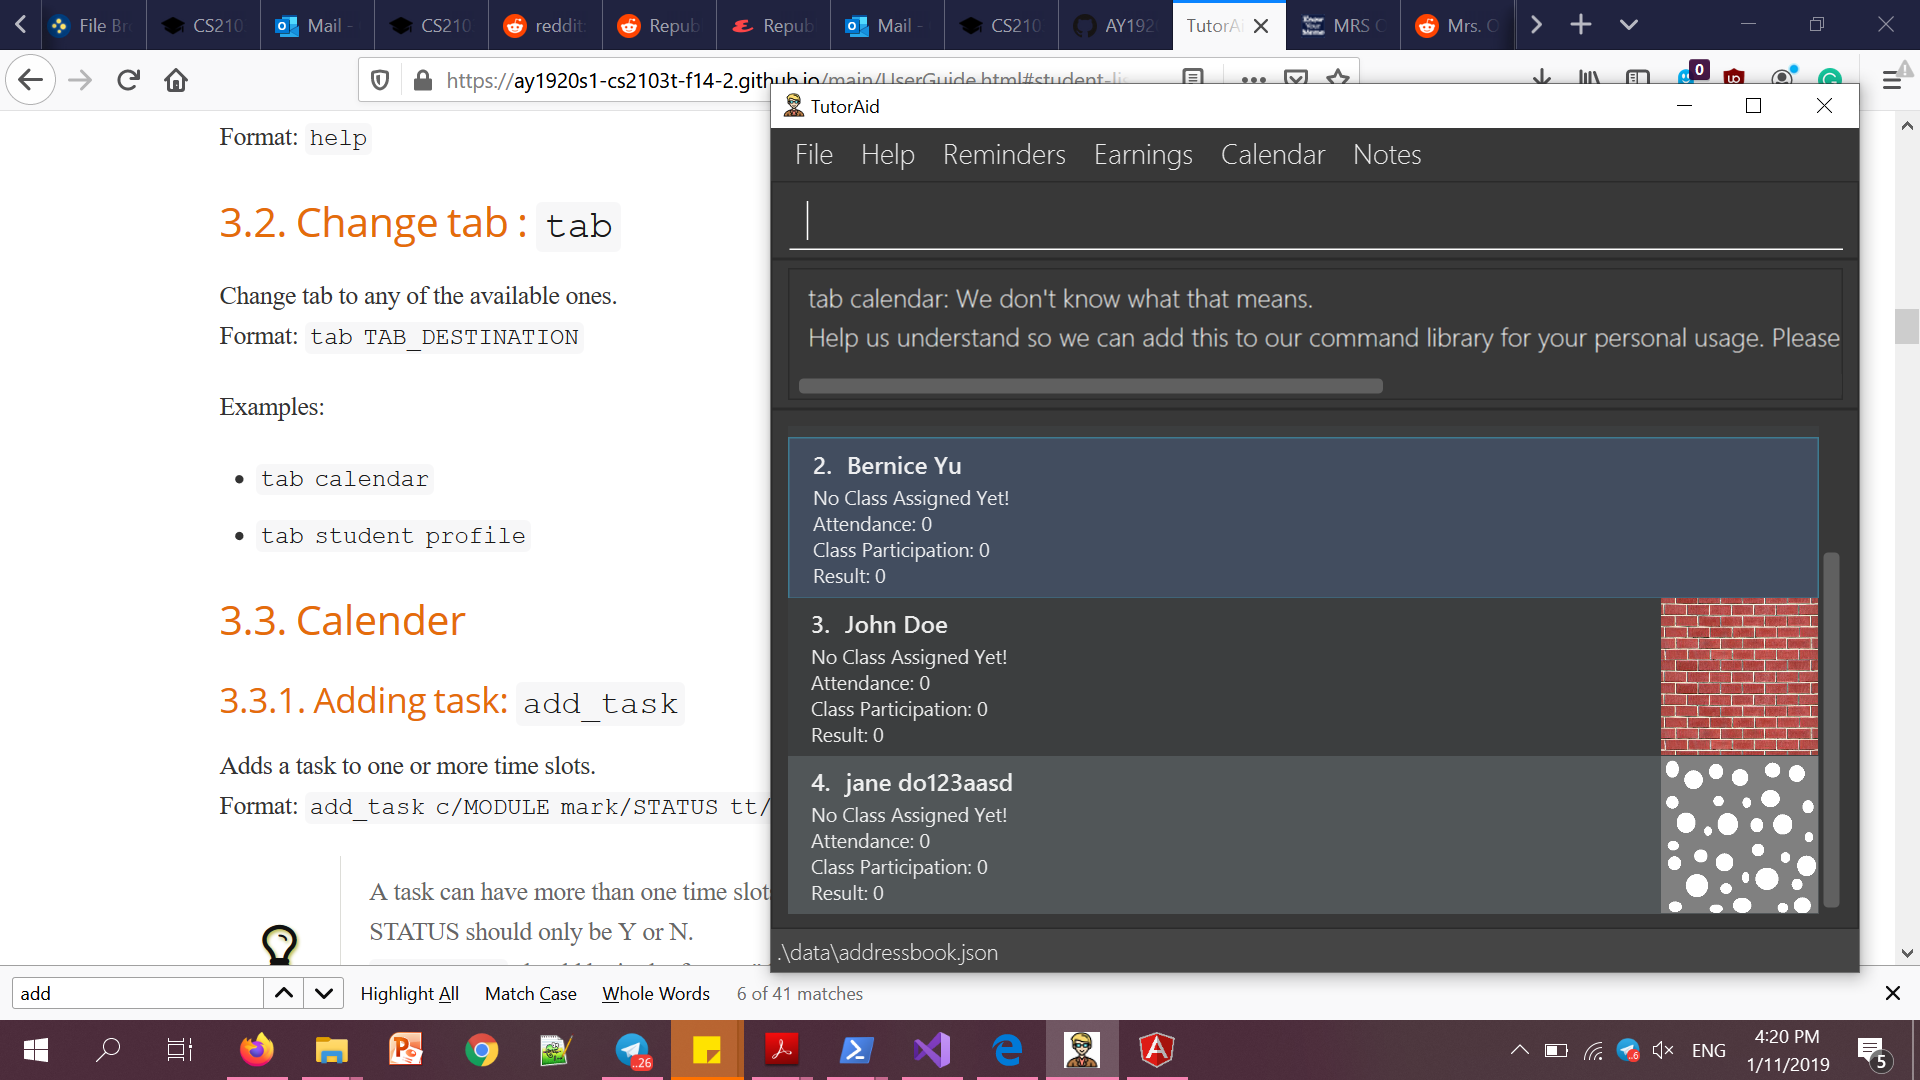 File Br
CS210
Mail -
CS210
reddit
Repub
Repub
Mail -
CS210
AY192
TutorAi
MRS C
Mrs. O
https://ay1920s1-cs2103t-f14-2.github.io/main/UserGuide.html#student-lis
0
Format: help
3.2. Change tab : tab
Change tab to any of the available ones.
Format: tab TAB_DESTINATION
Examples:
tab calendar
tab student profile
3.3. Calender
3.3.1. Adding task: add_task
Adds a task to one or more time slots.
Format: add_task c/MODULE mark/STATUS tt/
A task can have more than one time slots
STATUS should only be Y or N.
TutorAid
File Help Reminders Earnings Calendar Notes
tab calendar: We don't know what that means.
Help us understand so we can add this to our command library for your personal usage. Please
2. Bernice Yu
No Class Assigned Yet!
Attendance: 0
Class Participation: 0
Result: 0
3. John Doe
No Class Assigned Yet!
Attendance: 0
Class Participation: 0
Result: 0
4. jane do123aasd
No Class Assigned Yet!
Attendance: 0
Class Participation: 0
Result: 0
.\data\addressbook.json
add
Highlight All Match Case Whole Words 6 of 41 matches
..26
6
ENG
4:20 PM
1/11/2019
5